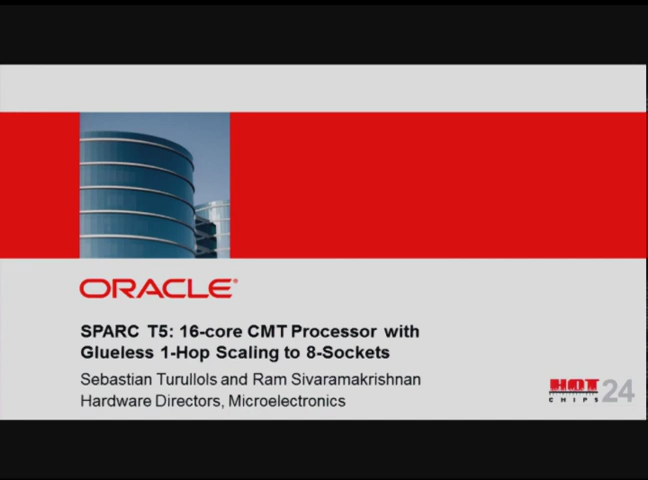 ORACLE®
SPARC T5: 16-core CMT Processor with
Glueless 1-Hop Scaling to 8-Sockets
Sebastian Turullols and Ram Sivaramakrishnan
Hardware Directors, Microelectronics
HOT
CHIPS 24